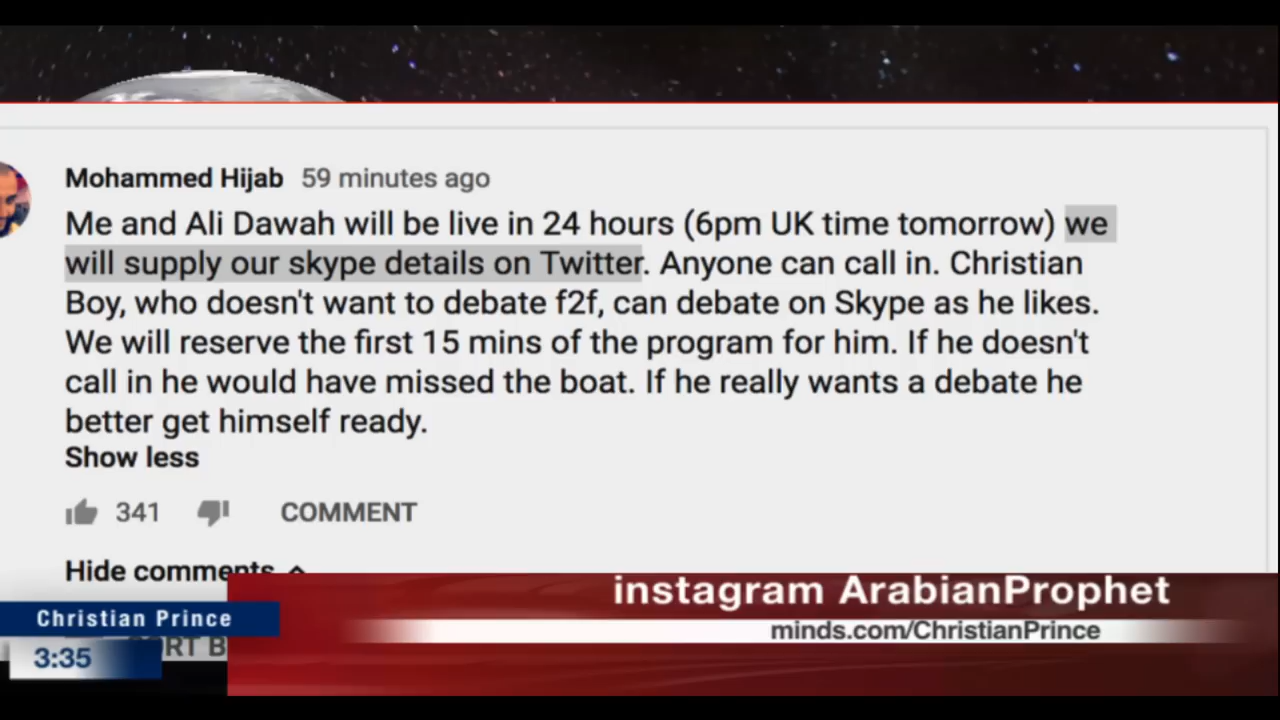 Mohammed Hijab 59 minutes ago
Me and Ali Dawah will be live in 24 hours (6pm UK time tomorrow) we
will supply our skype details on Twitter. Anyone can call in. Christian
Boy, who doesn't want to debate f2f, can debate on Skype as he likes.
We will reserve the first 15 mins of the program for him. If he doesn't
call in he would have missed the boat. If he really wants a debate he
better get himself ready.
Show less
341 COMMENT
Hide comments
instagram ArabianProphet
Christian Prince
minds.com/ChristianPrince
3:35